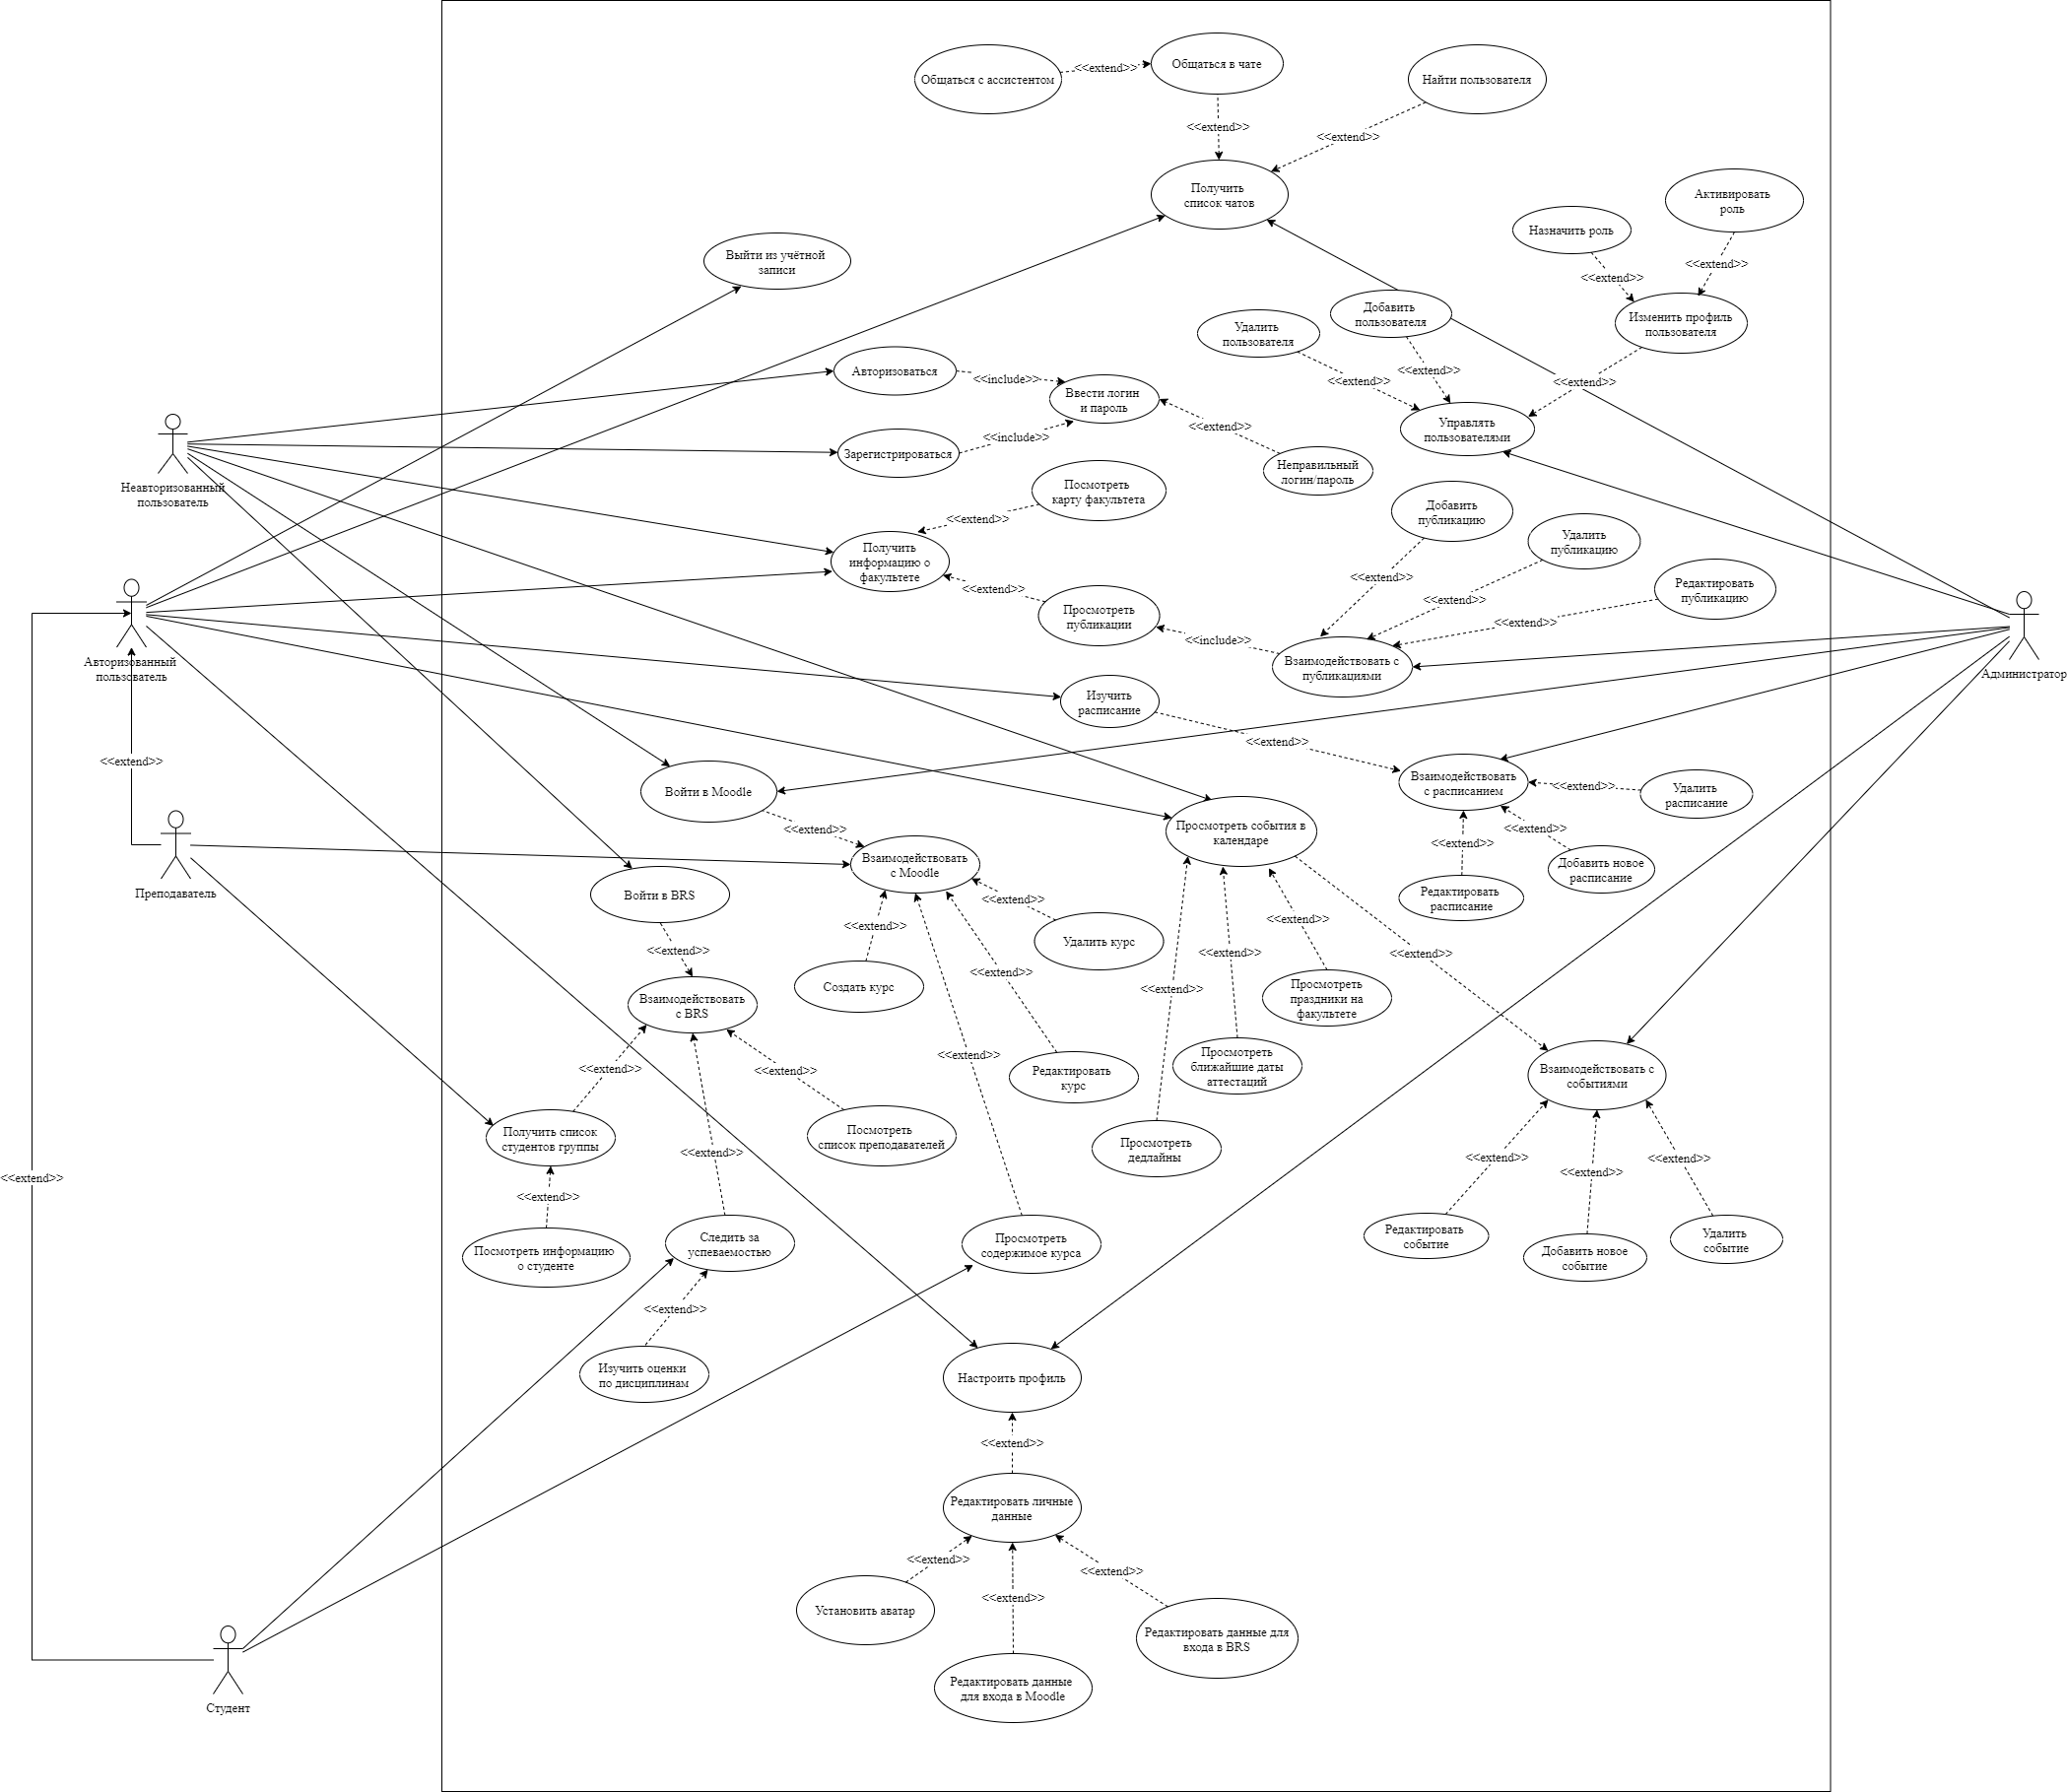 Общаться с ассистентом
<<extend>>
Общаться в чате
Найти пользователя
<<extend>>
<<extend>>
Получить
список чатов
Активировать
роль
Назначить роль
<<extend>>
<<extend>>
Выйти из учётной
записи
Добавить
пользователя
Удалить
пользователя
Изменить профиль
пользователя
<<extend>>
<<extend>>
<<extend>>
Авторизоваться
<<include>>
Ввести логин
и пароль
Управлять
пользователями
Неавторизованный
пользователь
Зарегистрироваться
<<include>>
<<extend>>
Неправильный
логин/пароль
Посмотреть
карту факультета
<<extend>>
Добавить
публикацию
Удалить
публикацию
Получить
информацию о
факультете
<<extend>>
<<extend>>
<<extend>>
Редактировать
публикацию
<<extend>>
Просмотреть
публикации
<<include>>
Взаимодействовать с
публикациями
Авторизованный
пользователь
Администратор
Изучить
расписание
<<extend>>
<<extend>>
Взаимодействовать
с расписанием
<<extend>>
Удалить
расписание
Войти в Moodle
<<extend>>
Просмотреть события в
календаре
<<extend>>
<<extend>>
Добавить новое
расписание
Взаимодействовать
с Moodle
Преподаватель
Войти в BRS
<<extend>>
Редактировать
расписание
<<extend>>
<<extend>>
Удалить курс
<<extend>>
<<extend>>
<<extend>>
<<extend>>
<<extend>>
Создать курс
Просмотреть
праздники на
факультете
Взаимодействовать
с BRS
<<extend>>
<<extend>>
<<extend>>
<<extend>>
Редактировать
курс
Просмотреть
ближайшие даты
аттестаций
Взаимодействовать с
событиями
Получить список
студентов группы
Посмотреть
список преподавателей
Просмотреть
дедлайны
<<extend>>
<<extend>>
<<extend>>
<<extend>>
<<extend>>
<<extend>>
Посмотреть информацию
о студенте
Следить за
успеваемостью
Просмотреть
содержимое курса
Редактировать
событие
Добавить новое
событие
Удалить
событие
<<extend>>
Изучить оценки
по дисциплинам
Настроить профиль
<<extend>>
Редактировать личные
данные
<<extend>>
<<extend>>
<<extend>>
Установить аватар
Редактировать данные для
входа в BRS
Редактировать данные
для входа в Moodle
Студент